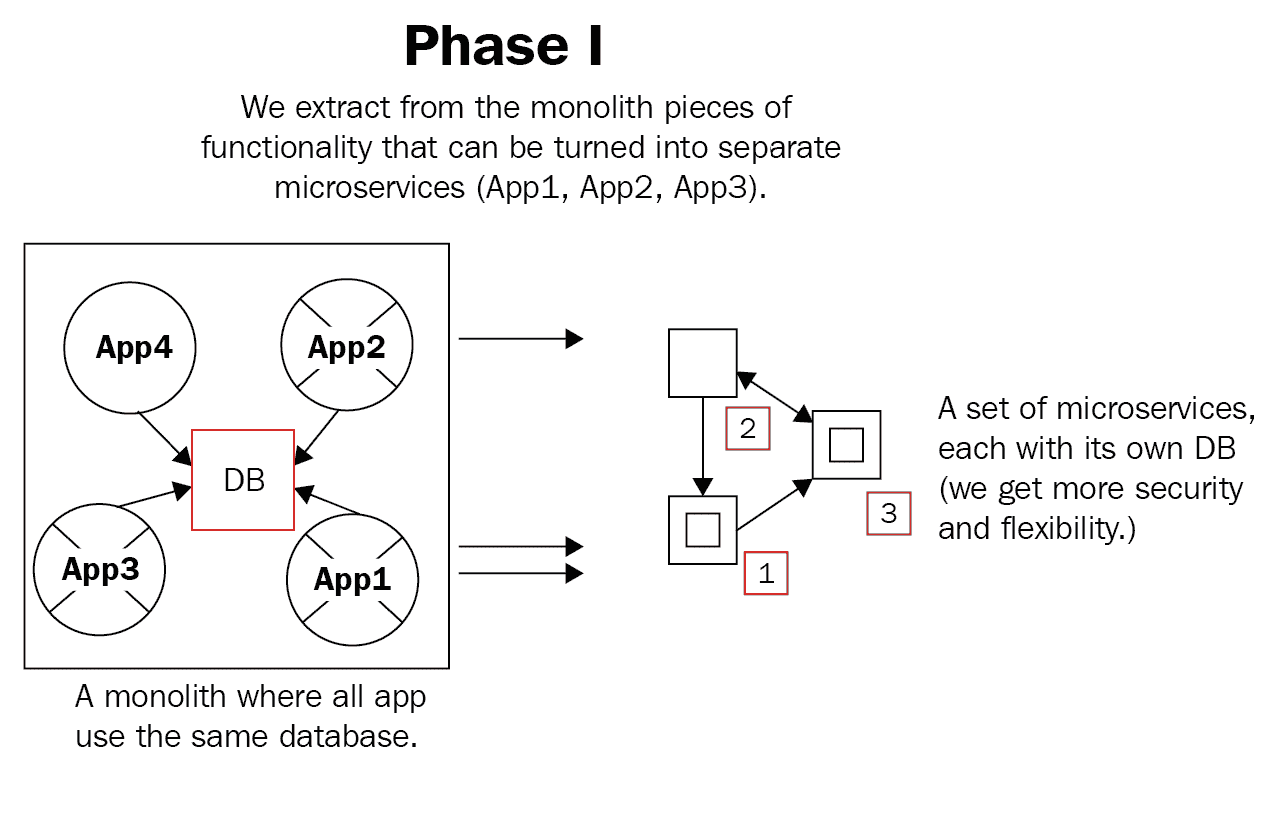 Phase I
We extract from the monolith pieces of
functionality that can be turned into separate
microservices (App1, App2, App3).
App4
App2
DB
App3
App1
A monolith where all app
use the same database.
2
1
3
A set of microservices,
each with its own DB
(we get more security
and flexibility.)